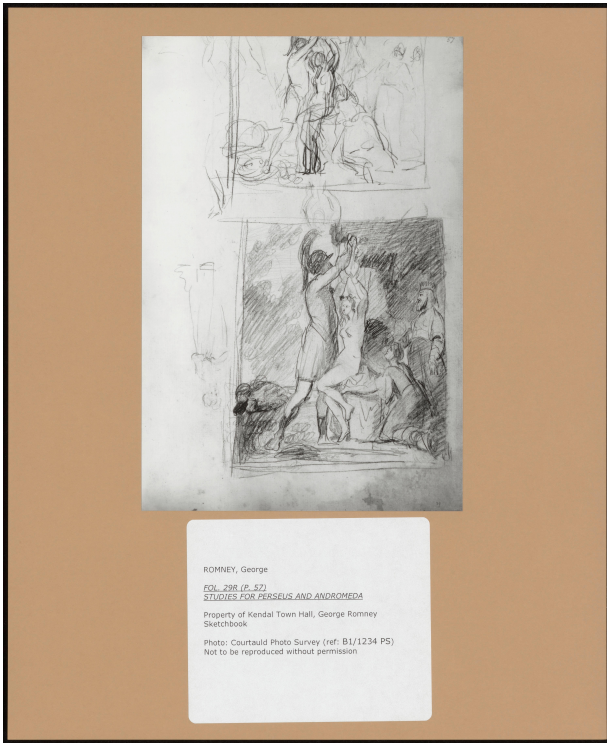 ROMNEY, George
FOL. 29R (P. 57)
STUDIES FOR PERSEUS AND ANDROMEDA
Property of Kendal Town Hall, George Romney
Sketchbook
Photo: Courtauld Photo Survey (ref: B1/1234 PS)
Not to be reproduced without permission